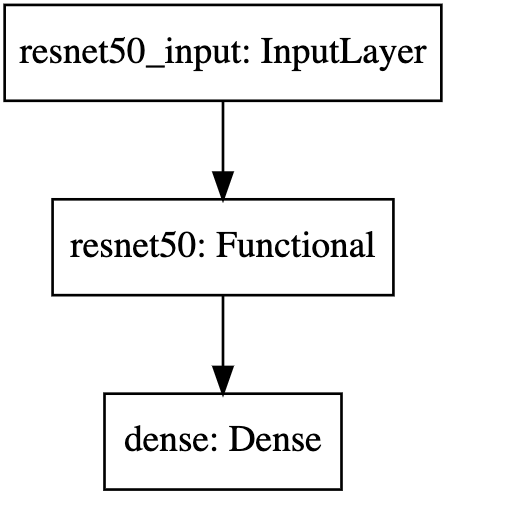 resnet50_input: InputLayer
resnet50: Functional
dense: Dense